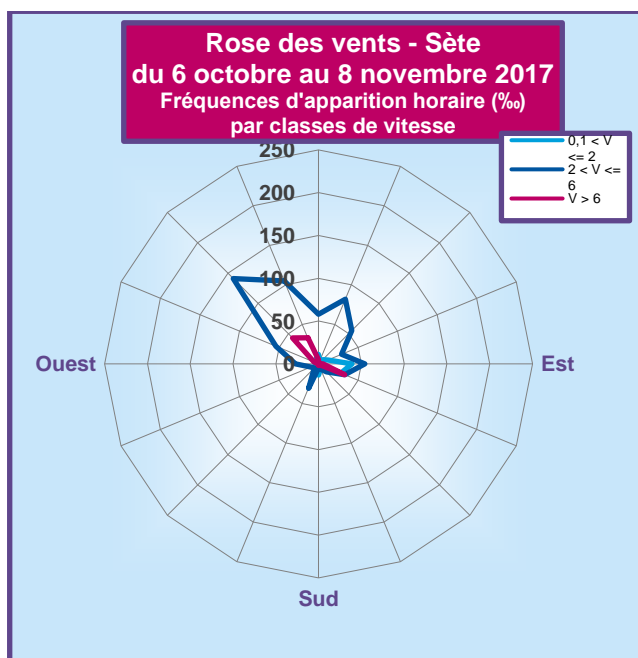 Rose des vents - Sète
du 6 octobre au 8 novembre 2017
Fréquences d'apparition horaire (‰)
par classes de vitesse
0,1 < V
<= 2
2 < V <=
6
V > 6
250
200
150
100
50
0
Ouest
Est
Sud